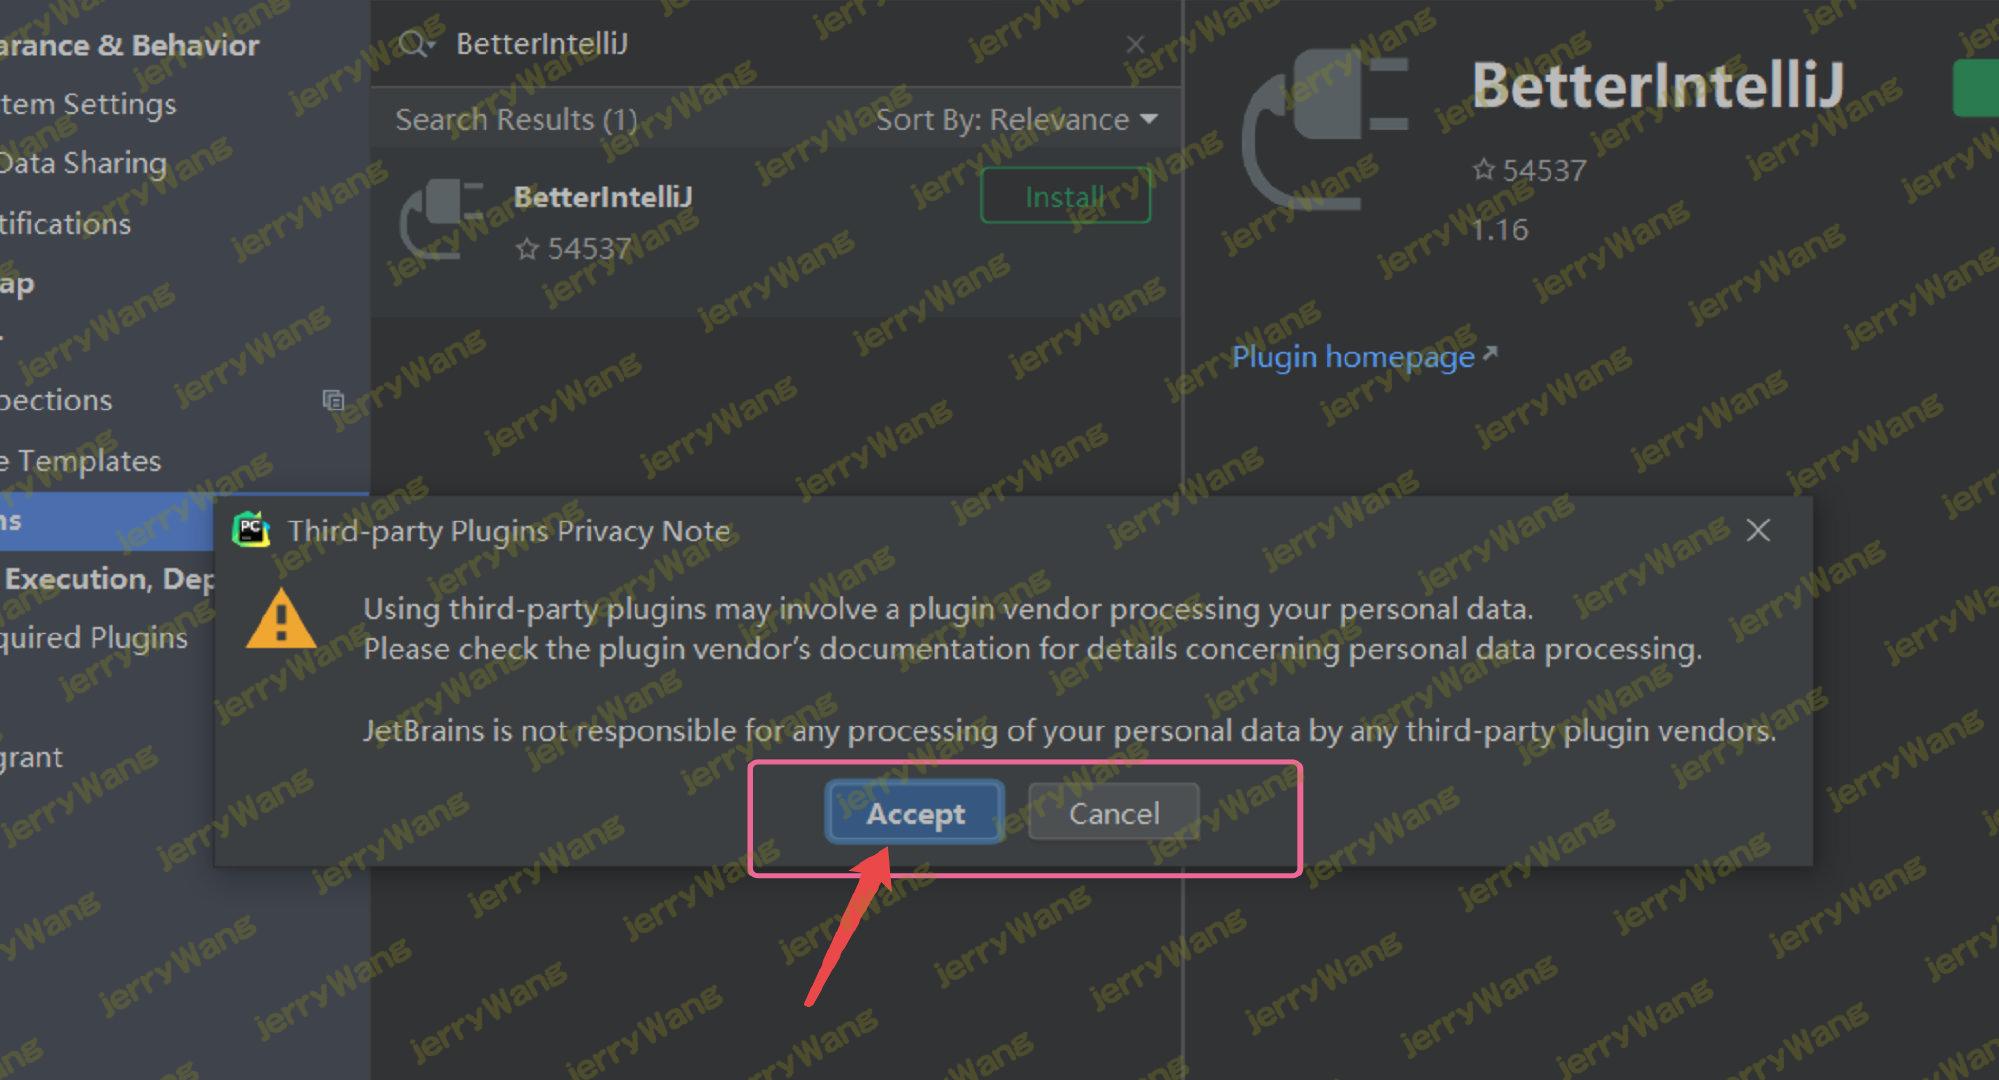 arance & Behavior
tem Settings
Data Sharing
tifications
ap
pections
e Templates
ns
Execution, Dep
quired Plugins
grant
BetterIntelliJ
Search Results (1)
Sort By: Relevance
BetterIntelliJ
54537
Install
BetterIntelliJ
54537
1.16
Plugin homepage
PC
Third-party Plugins Privacy Note
Using third-party plugins may involve a plugin vendor processing your personal data.
Please check the plugin vendor’s documentation for details concerning personal data processing.
JetBrains is not responsible for any processing of your personal data by any third-party plugin vendors.
Accept
Cancel
jerryWang